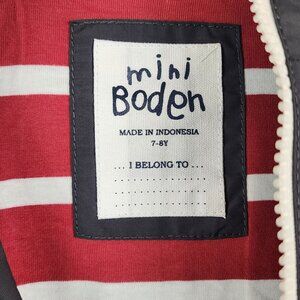 mini
Boden
MADE IN INDONESIA
7-8Y
... I BELONG TO ...